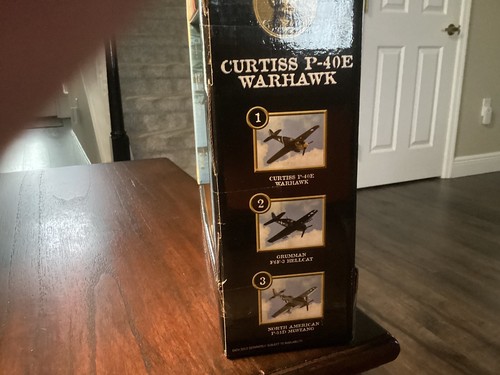 CURTISS P-40E
WARHAWK
1
CURTISS P-40E
WARHAWK
2
GRUMMAN
F6F-3 HELLCAT
3
NORTH AMERICAN
P-51D MUSTANG